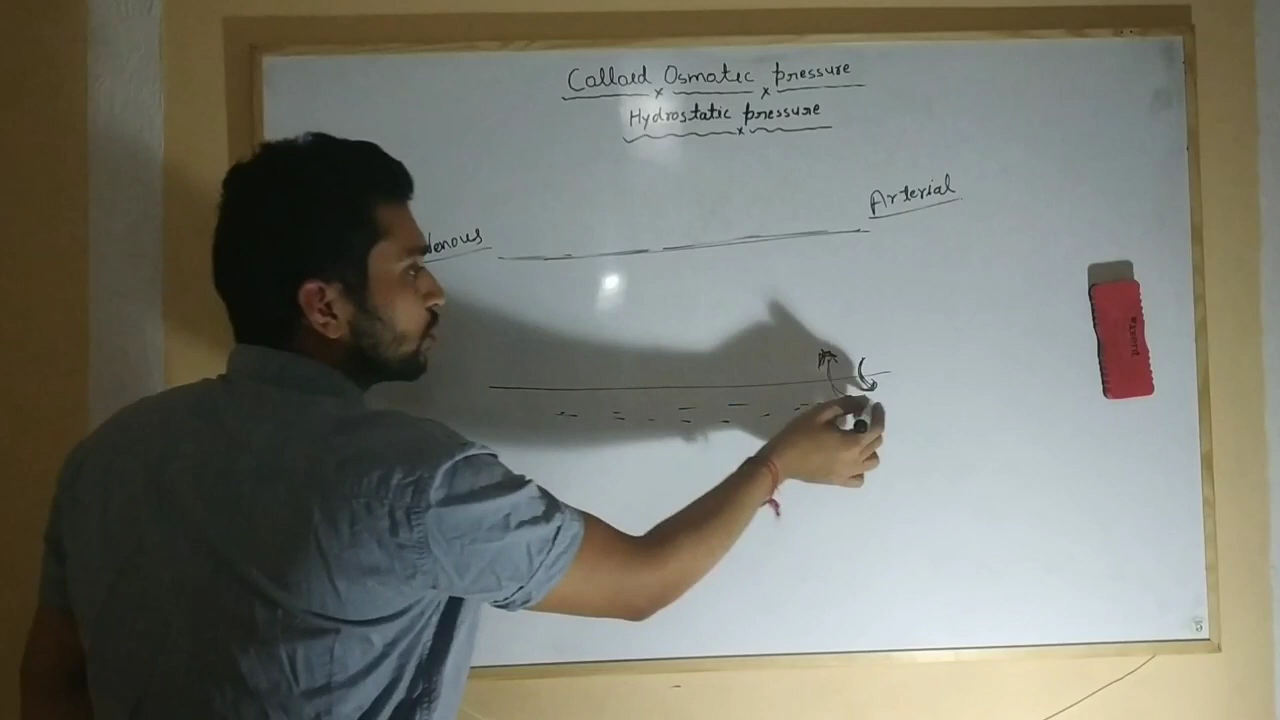 Colloid Osmotic pressure
Hydrostatic pressure
Arterial
Venous